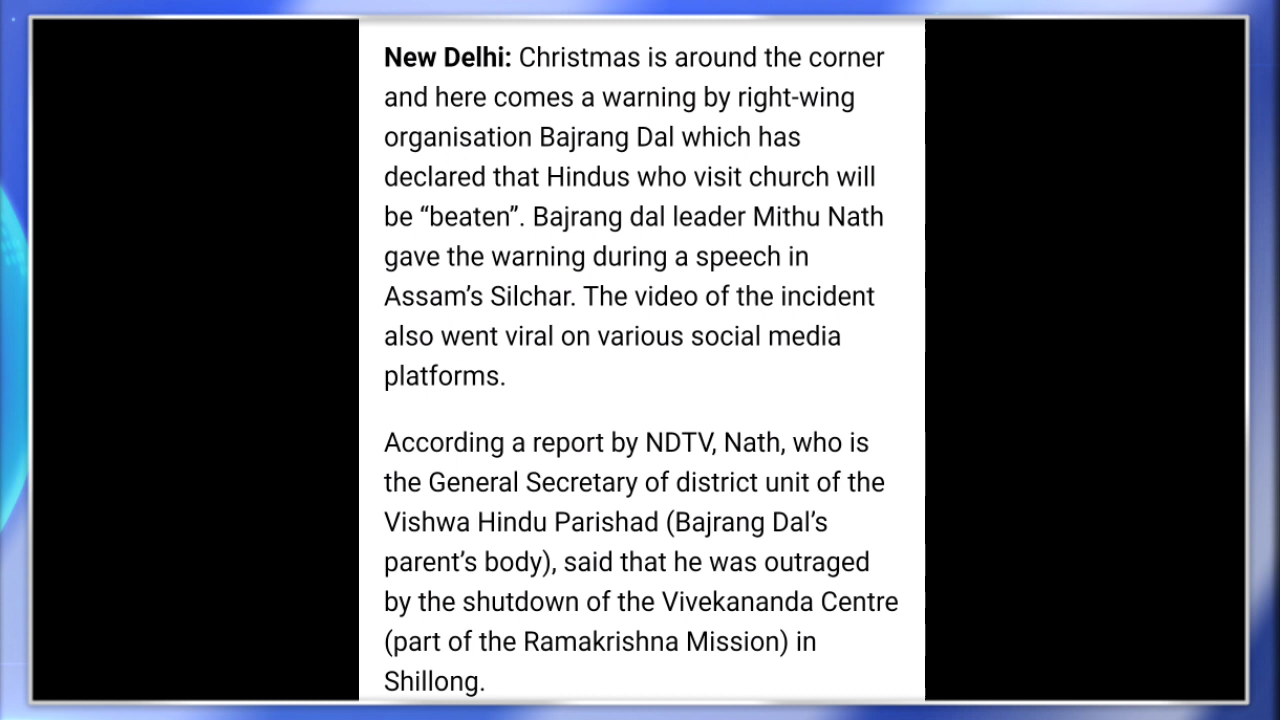 New Delhi: Christmas is around the corner
and here comes a warning by right-wing
organisation Bajrang Dal which has
declared that Hindus who visit church will
be “beaten”. Bajrang dal leader Mithu Nath
gave the warning during a speech in
Assam’s Silchar. The video of the incident
also went viral on various social media
platforms.
According a report by NDTV, Nath, who is
the General Secretary of district unit of the
Vishwa Hindu Parishad (Bajrang Dal’s
parent’s body), said that he was outraged
by the shutdown of the Vivekananda Centre
(part of the Ramakrishna Mission) in
Shillong.